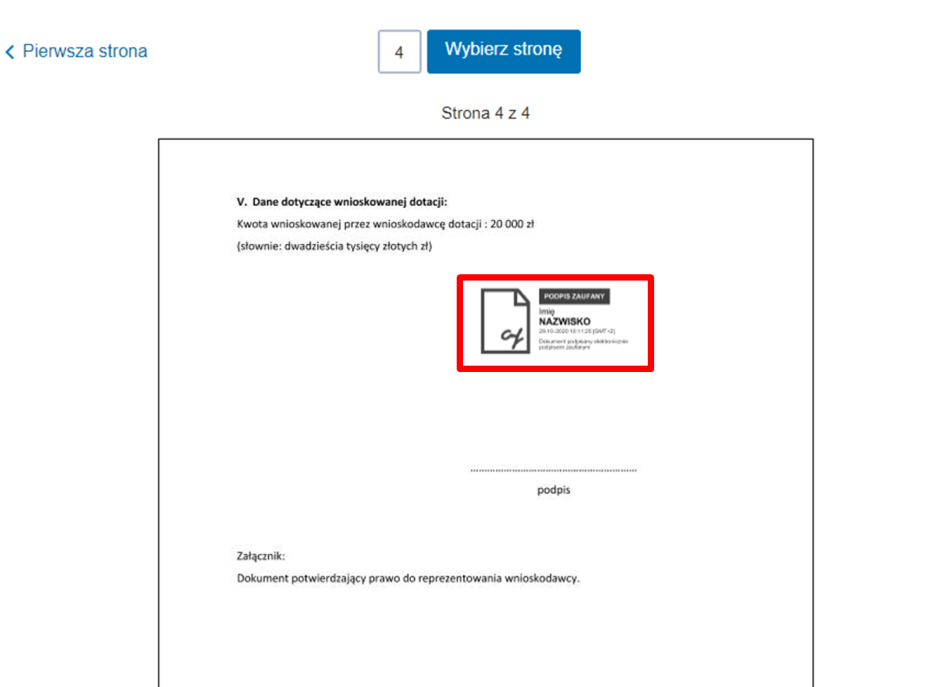 Pierwsza strona
4
Wybierz stronę
Strona 4 z 4
V. Dane dotyczące wnioskowanej dotacji:
Kwota wnioskowanej przez wnioskodawcę dotacji : 20 000 zł
(słownie: dwadzieścia tysięcy złotych zł)
PODPIS ZAUFANY
Imię
NAZWISKO
29.10.2020 10:11:26 [GMT+2]
Dokument podpisany elektronicznie
podpisem zaufanym
............................................................
podpis
Załącznik:
Dokument potwierdzający prawo do reprezentowania wnioskodawcy.